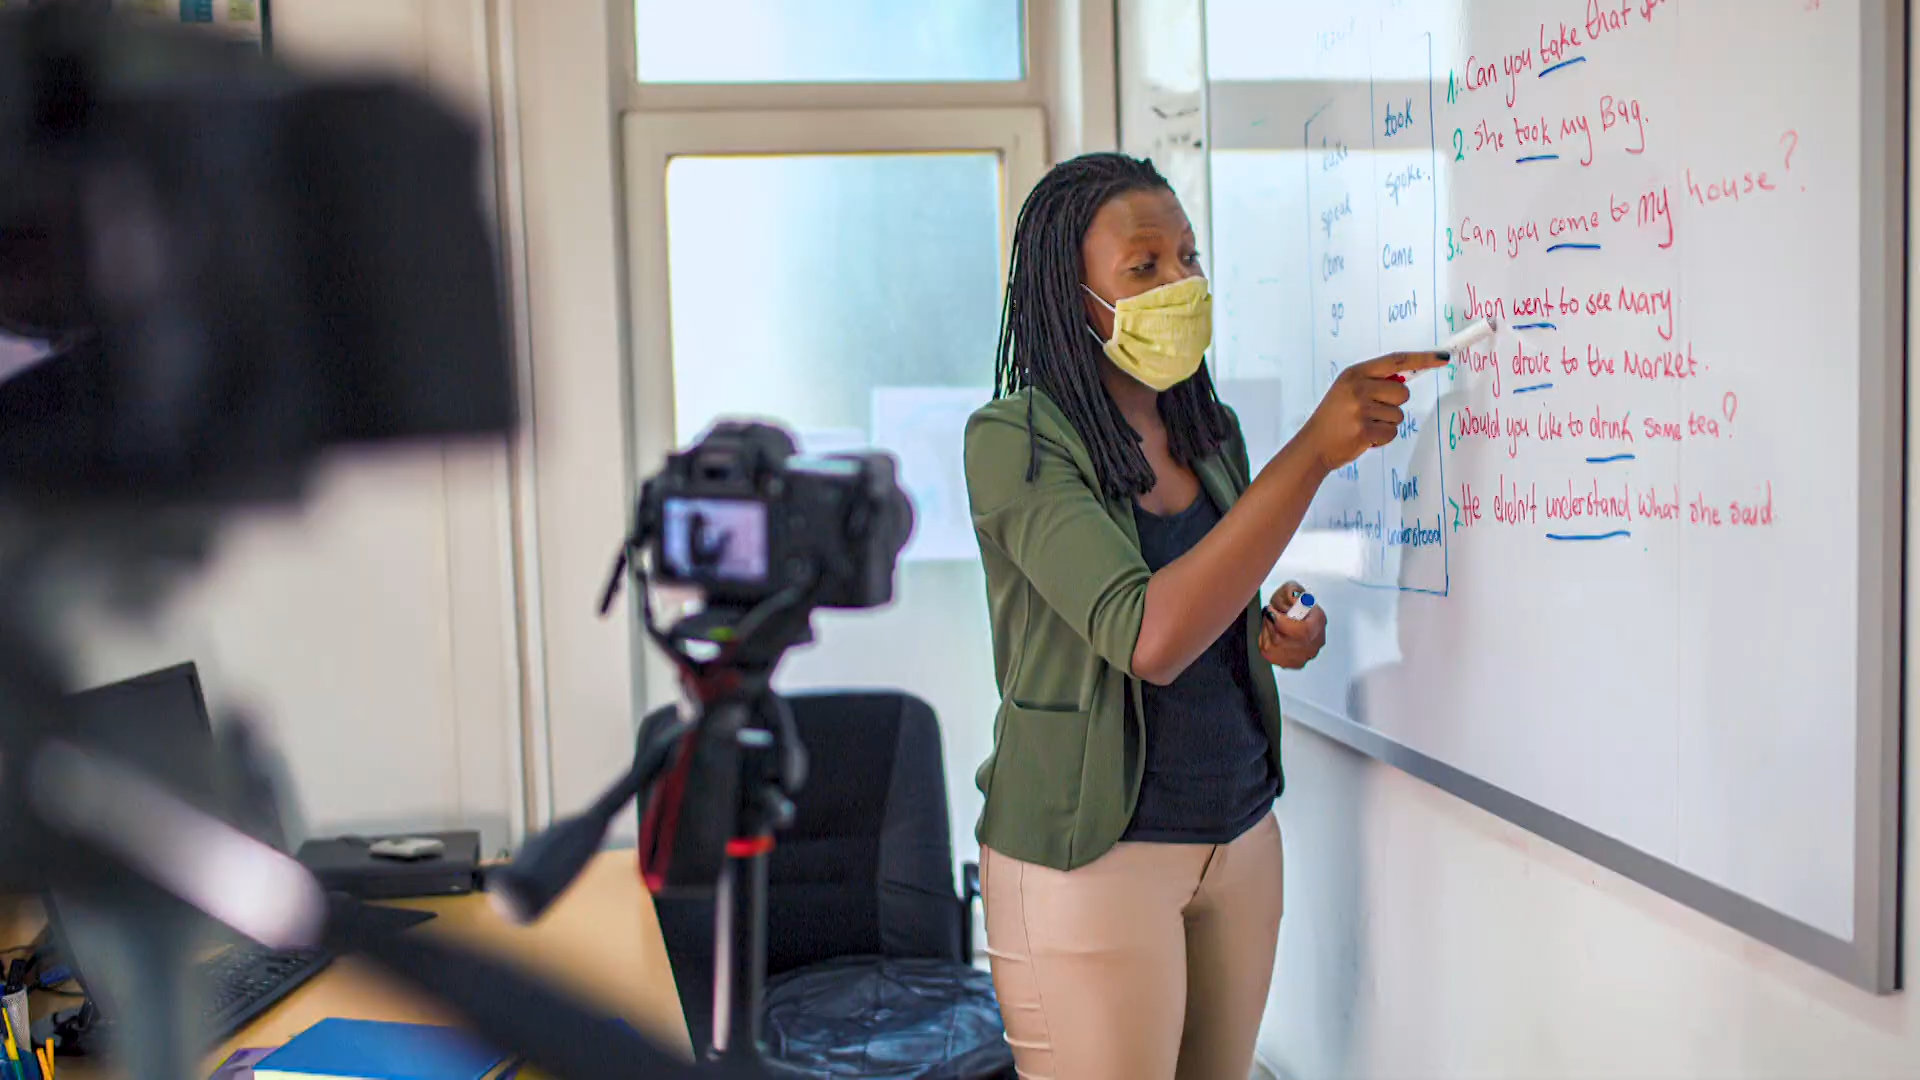 took
take
spoke.
speak
Come Came
go went
ate
Drank
understood
1. Can you take that
2. She took my Bag.
3. Can you come to my house?
4. Jhon went to see Mary.
5. Mary drove to the Market.
6. Would you like to drink some tea?
7. He didn't understand what she said.